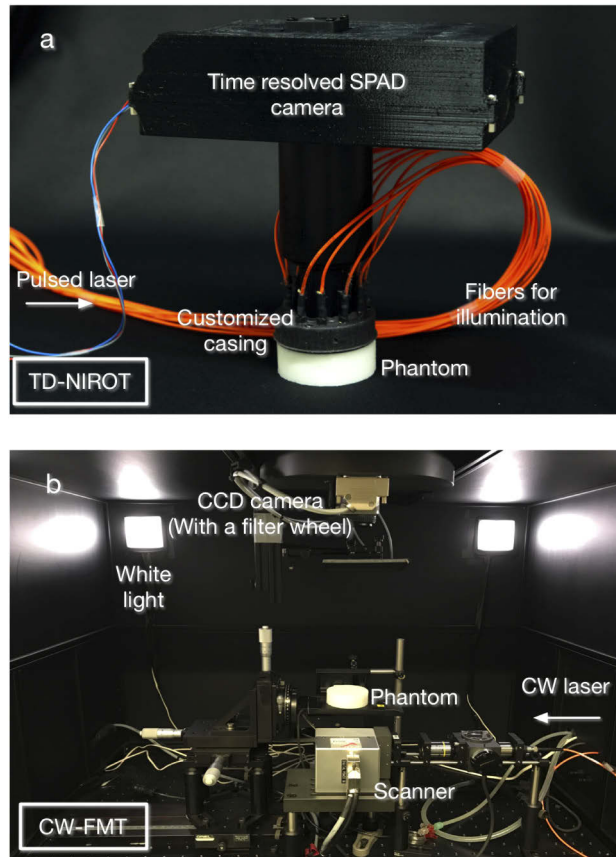 a
Time resolved SPAD
camera
Pulsed laser
Customized
casing
Fibers for
illumination
Phantom
TD-NIROT
b
CCD camera
(With a filter wheel)
White
light
Phantom
CW laser
Scanner
CW-FMT